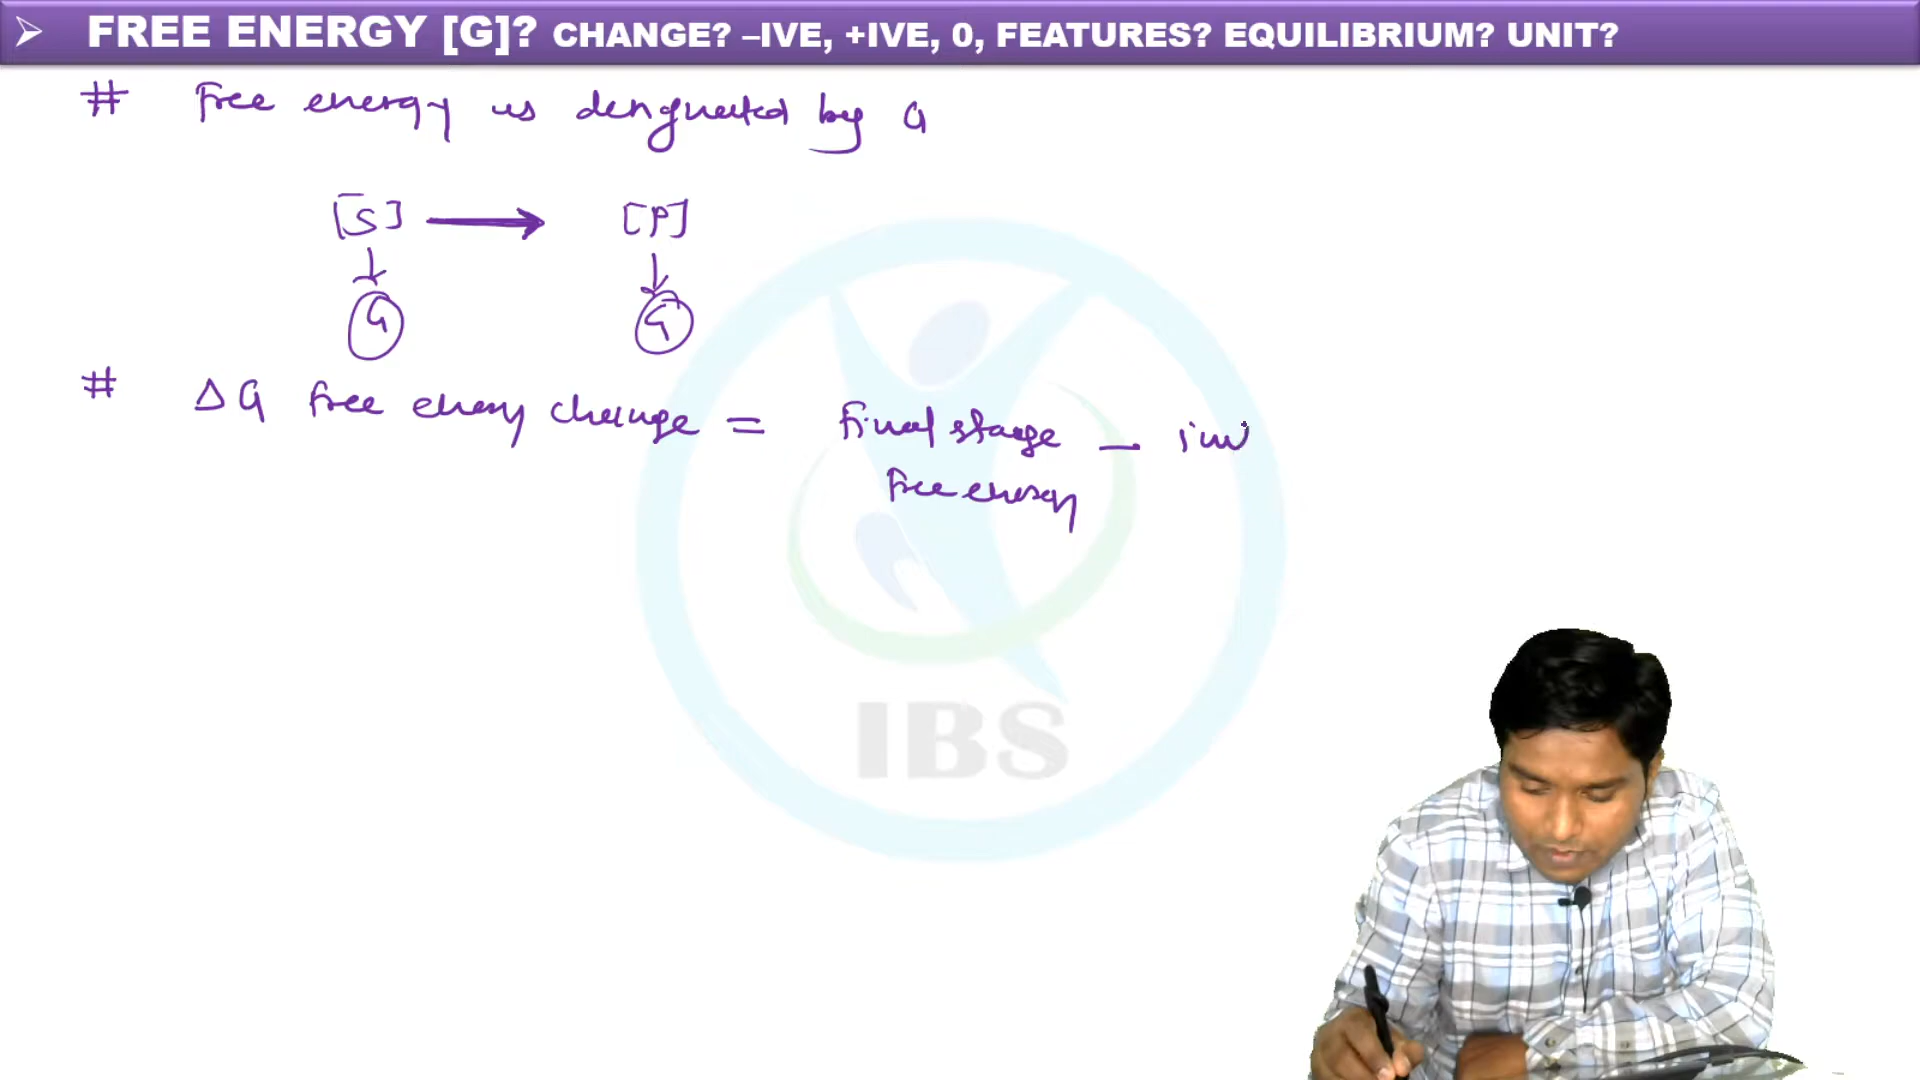 FREE ENERGY [G]? CHANGE? –IVE, +IVE, 0, FEATURES? EQUILIBRIUM? UNIT?
# Free energy is designated by G
[S] → [P]
G G
# ΔG free energy change = Final stage – ini
free energy
IBS